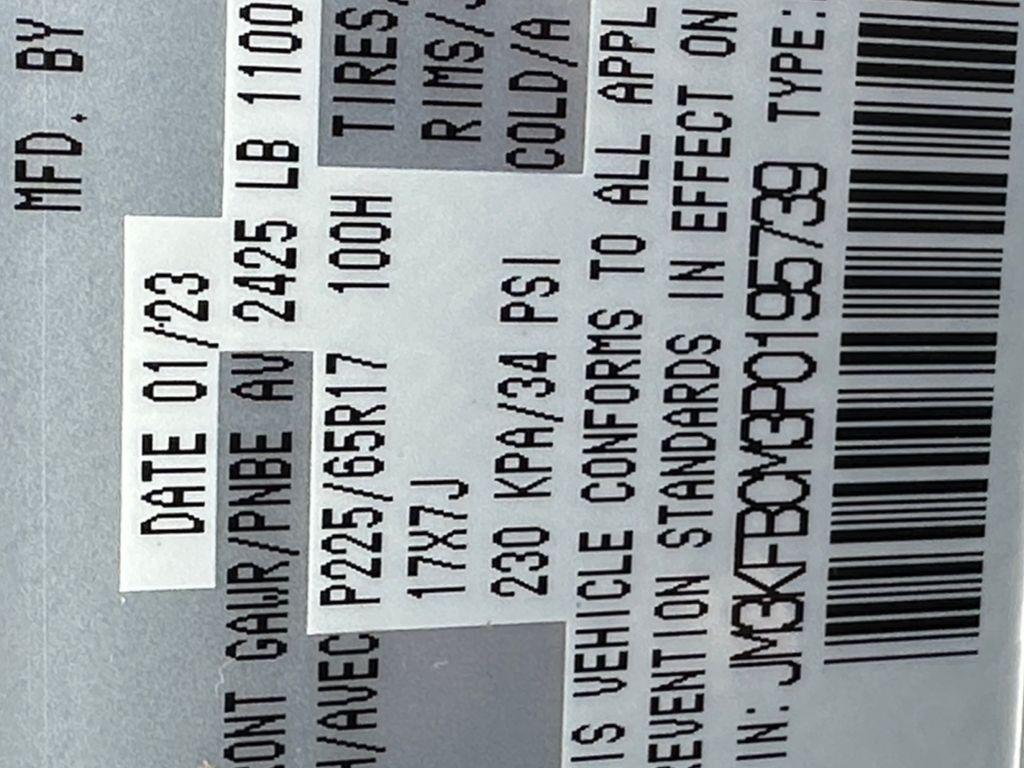 MFD. BY
DATE 01/23
ONT GAWR/PNBE AV 2425 LB 1100
H/AVEC P225/65R17 100H TIRES/
17X7J RIMS/
230 KPA/34 PSI COLD/A
IS VEHICLE CONFORMS TO ALL APPL
REVENTION STANDARDS IN EFFECT ON
IN: JM3KFBCM3P0195739 TYPE: